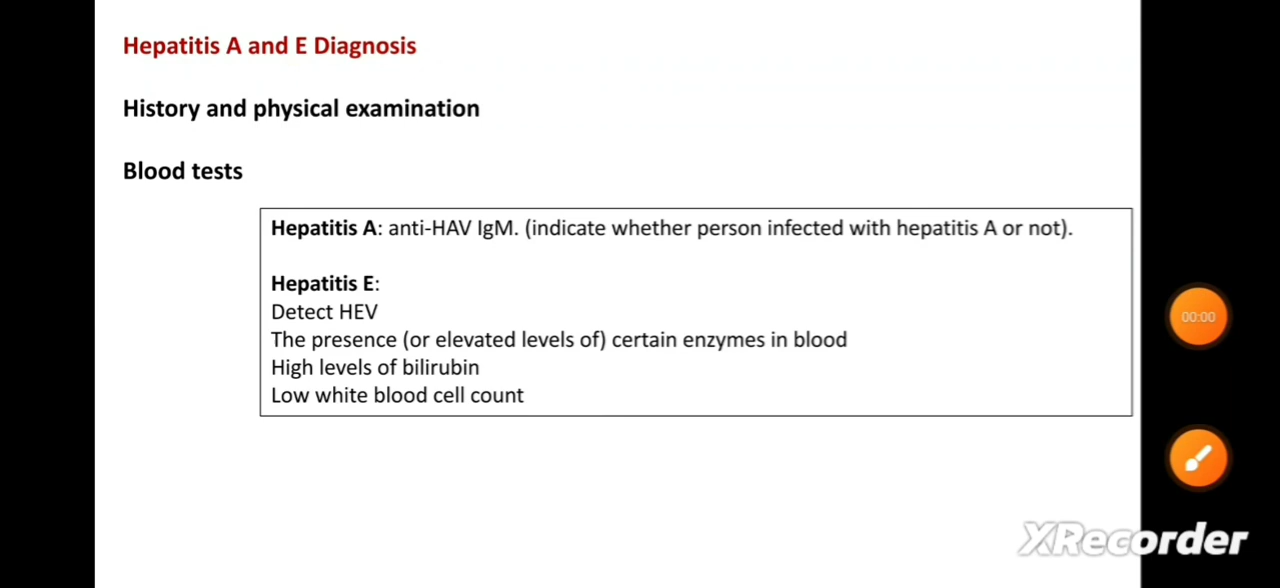 Hepatitis A and E Diagnosis
History and physical examination
Blood tests
Hepatitis A: anti-HAV IgM. (indicate whether person infected with hepatitis A or not).
Hepatitis E:
Detect HEV
The presence (or elevated levels of) certain enzymes in blood
High levels of bilirubin
Low white blood cell count
00:00
XRecorder